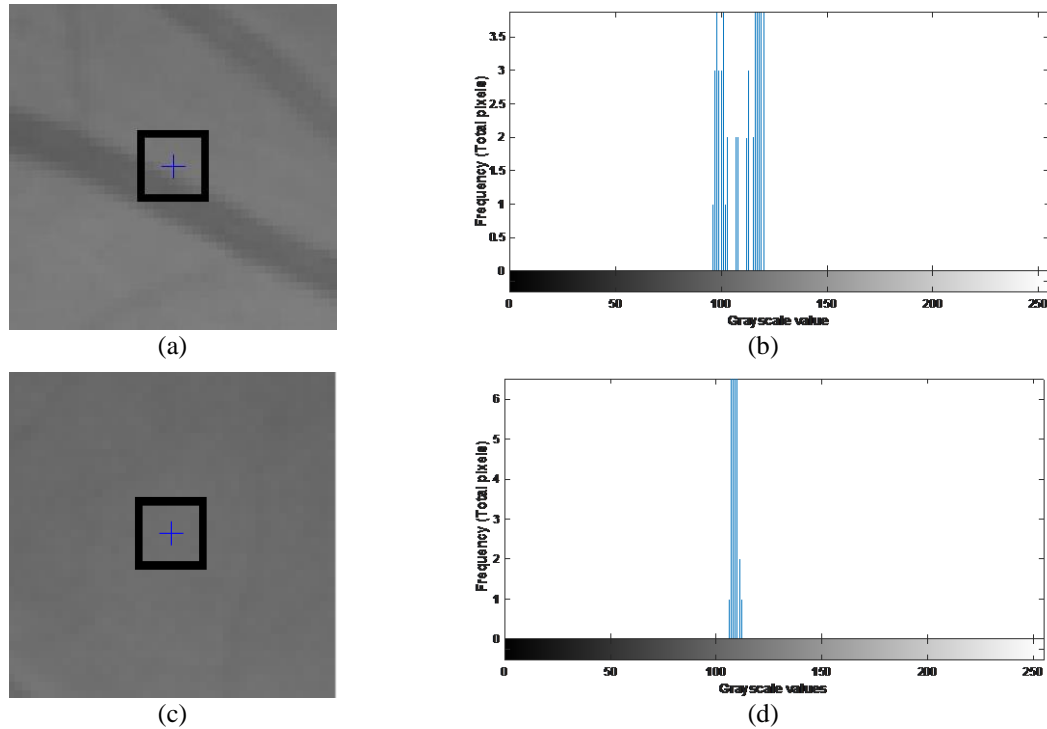 3.5
3
2.5
2
1.5
1
0.5
0
Frequency (Total pixels)
0 50 100 150 200 250
Grayscale value
(a) (b)
6
5
4
3
2
1
0
Frequency (Total pixels)
0 50 100 150 200 250
Grayscale values
(c) (d)